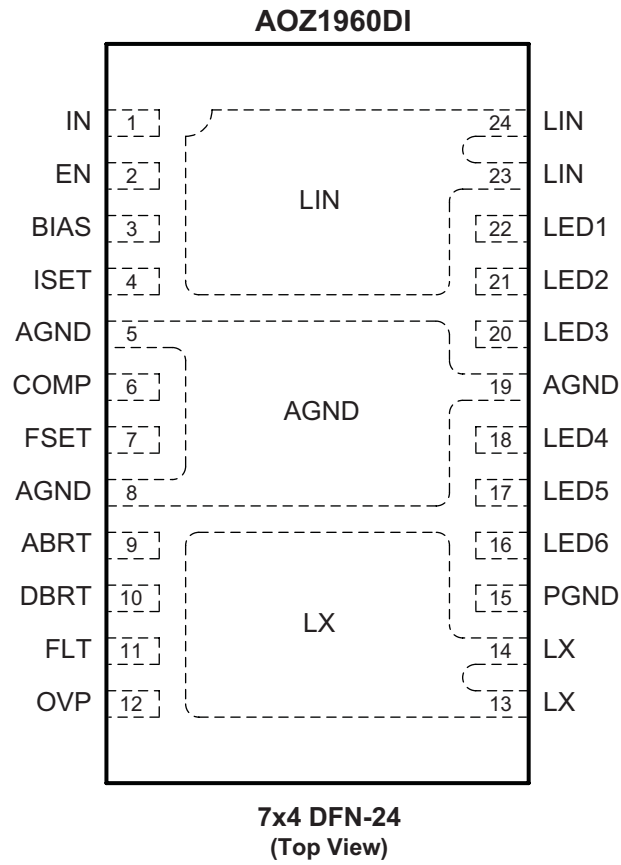 AOZ1960DI
IN 1 24 LIN
EN 2 23 LIN
LIN
BIAS 3 22 LED1
ISET 4 21 LED2
AGND 5 20 LED3
COMP 6 19 AGND
AGND
FSET 7 18 LED4
AGND 8 17 LED5
ABRT 9 16 LED6
DBRT 10 15 PGND
LX
FLT 11 14 LX
OVP 12 13 LX
7x4 DFN-24
(Top View)